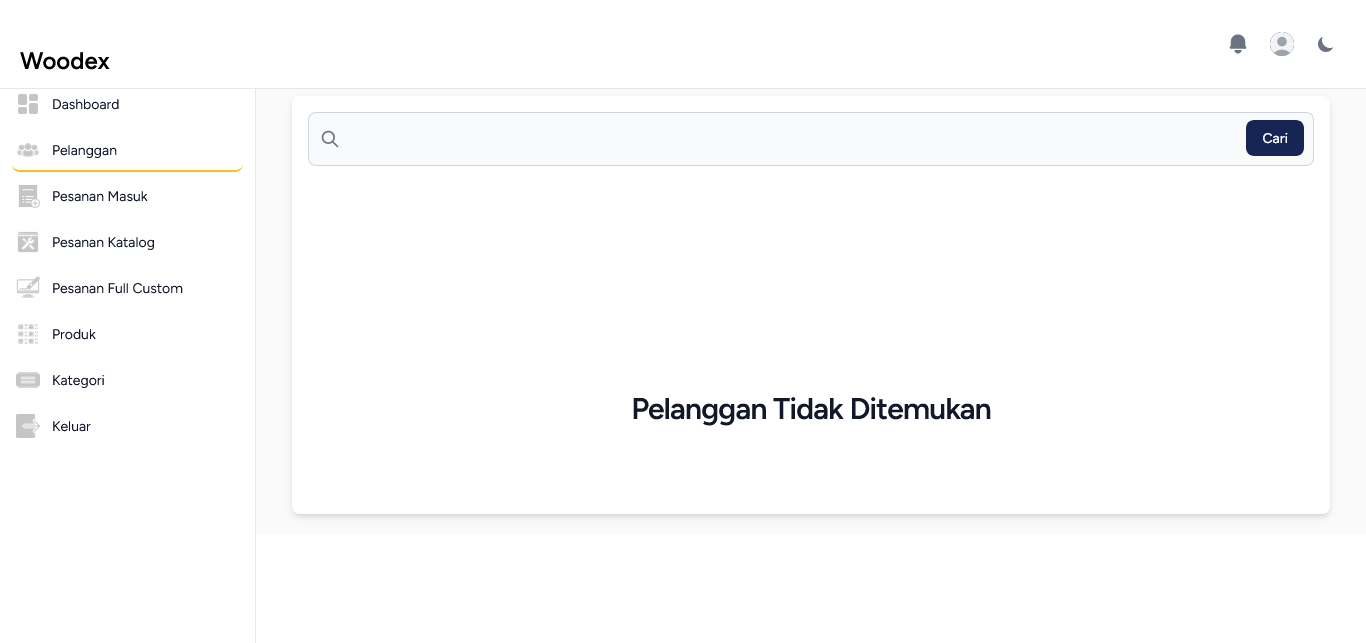 Woodex
Dashboard
Pelanggan
Pesanan Masuk
Pesanan Katalog
Pesanan Full Custom
Produk
Kategori
Keluar
Cari
Pelanggan Tidak Ditemukan